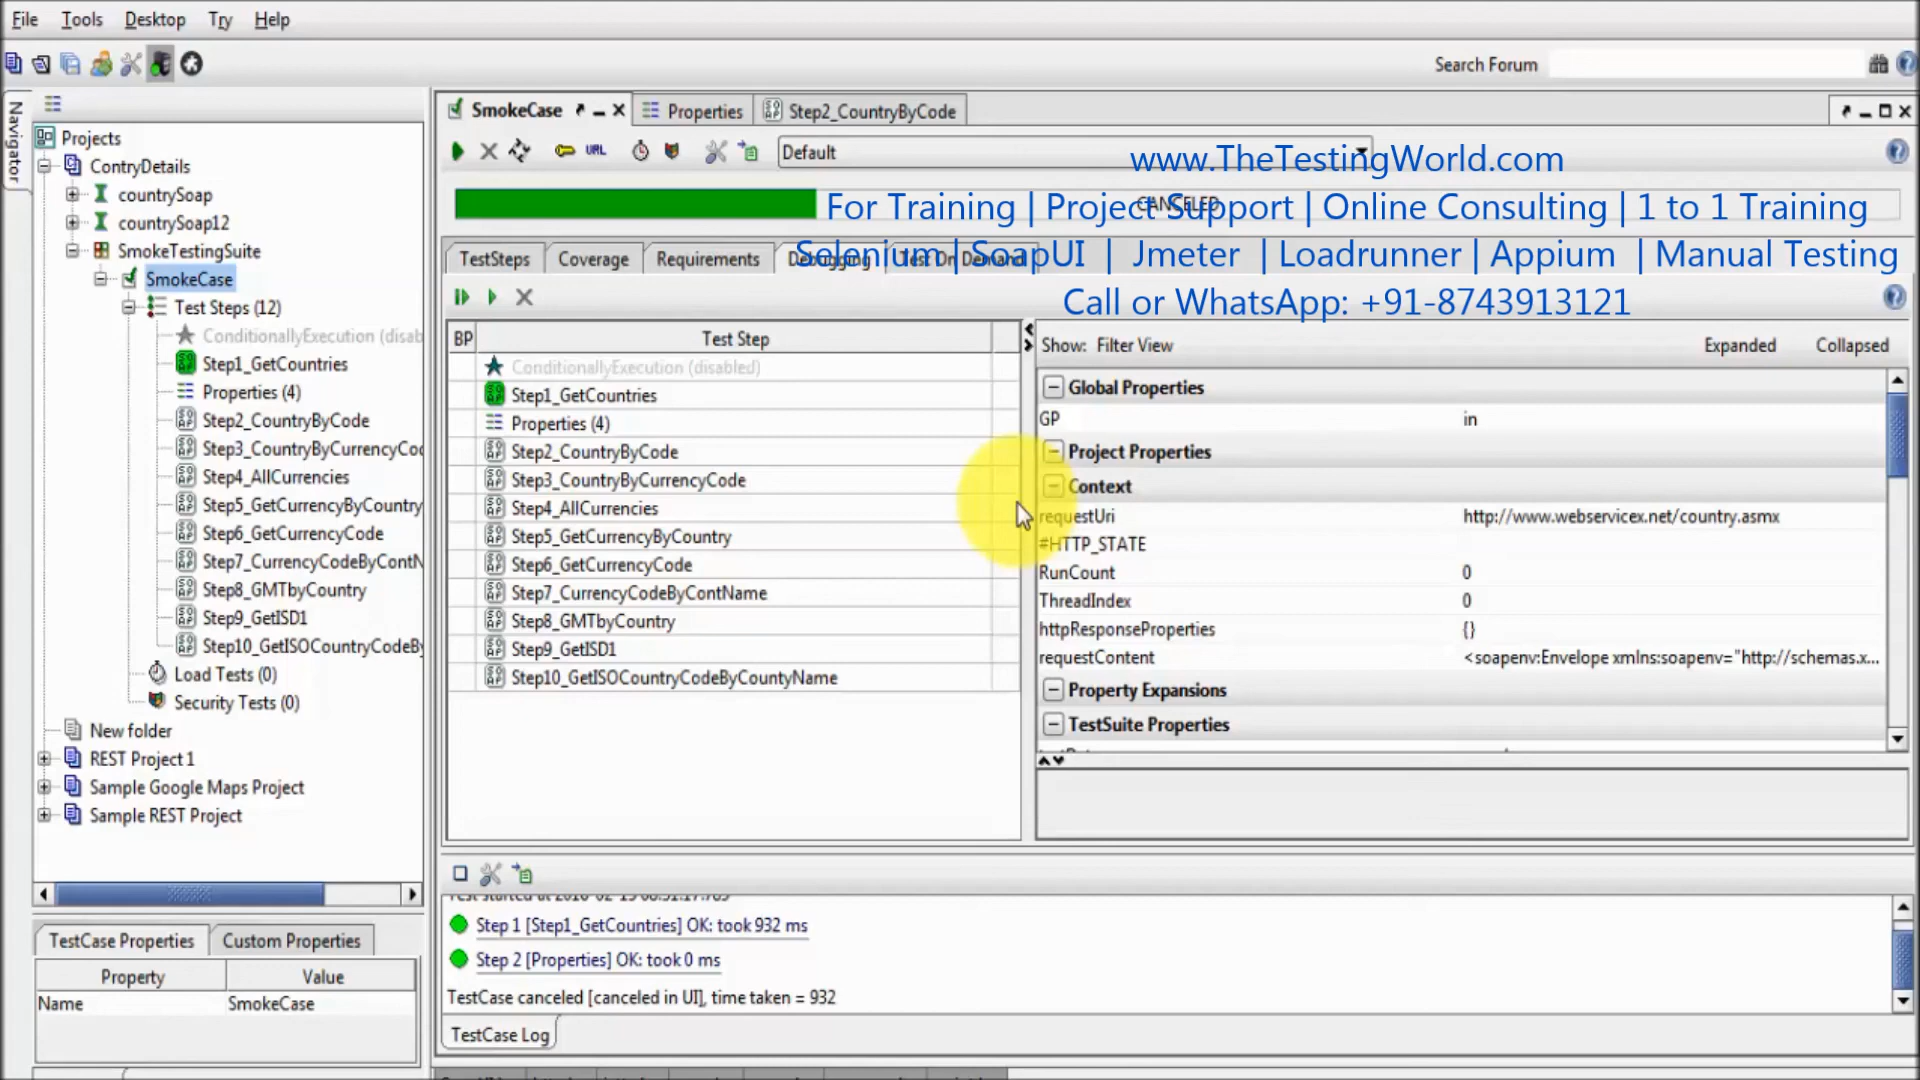 File Tools Desktop Try Help
Search Forum
Navigator
Projects
ContryDetails
countrySoap
countrySoap12
SmokeTestingSuite
SmokeCase
Test Steps (12)
ConditionallyExecution (disab
Step1_GetCountries
Properties (4)
Step2_CountryByCode
Step3_CountryByCurrencyCo
Step4_AllCurrencies
Step5_GetCurrencyByCountry
Step6_GetCurrencyCode
Step7_CurrencyCodeByContN
Step8_GMTbyCountry
Step9_GetISD1
Step10_GetISOCountryCodeBy
Load Tests (0)
Security Tests (0)
New folder
REST Project 1
Sample Google Maps Project
Sample REST Project
TestCase Properties Custom Properties
Property Value
Name SmokeCase
SmokeCase Properties Step2_CountryByCode
URL Default
www.TheTestingWorld.com
CANCELED
For Training | Project Support | Online Consulting | 1 to 1 Training
TestSteps Coverage Requirements Debugging Test On Demand
Selenium | SoapUI | Jmeter | Loadrunner | Appium | Manual Testing
Call or WhatsApp: +91-8743913121
BP Test Step
ConditionallyExecution (disabled)
Step1_GetCountries
Properties (4)
Step2_CountryByCode
Step3_CountryByCurrencyCode
Step4_AllCurrencies
Step5_GetCurrencyByCountry
Step6_GetCurrencyCode
Step7_CurrencyCodeByContName
Step8_GMTbyCountry
Step9_GetISD1
Step10_GetISOCountryCodeByCountyName
Show: Filter View Expanded Collapsed
Global Properties
GP in
Project Properties
Context
requestUri http://www.webservicex.net/country.asmx
#HTTP_STATE
RunCount 0
ThreadIndex 0
httpResponseProperties {}
requestContent <soapenv:Envelope xmlns:soapenv="http://schemas.x...
Property Expansions
TestSuite Properties
Step 1 [Step1_GetCountries] OK: took 932 ms
Step 2 [Properties] OK: took 0 ms
TestCase canceled [canceled in UI], time taken = 932
TestCase Log